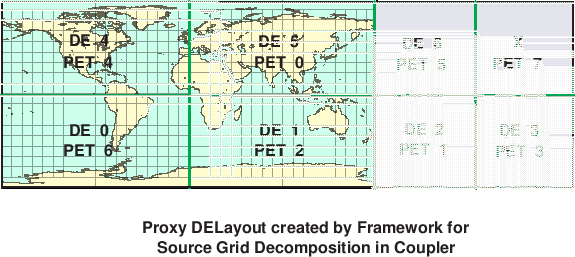 DE 4
DE 5
DE 6
X
PET 4
PET 0
PET 5
PET 7
DE 0
DE 1
DE 2
DE 3
PET 6
PET 2
PET 1
PET 3
Proxy DELayout created by Framework for
Source Grid Decomposition in Coupler